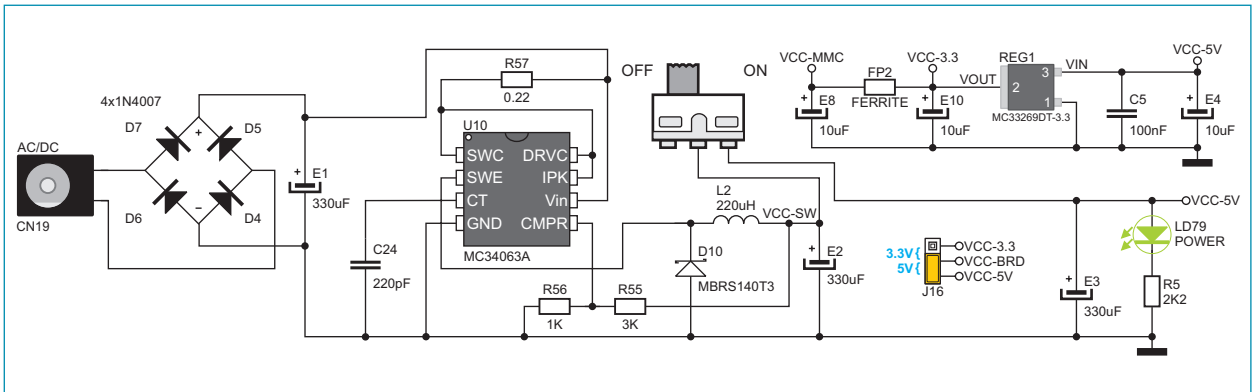 4x1N4007
D7
D5
D6
D4
+
−
AC/DC
CN19
+
E1
330uF
C24
220pF
R57
0.22
U10
SWC
DRVC
SWE
IPK
CT
Vin
GND
CMPR
MC34063A
R56
1K
R55
3K
D10
MBRS140T3
L2
220uH
VCC-SW
+
E2
330uF
OFF
ON
VCC-MMC
FP2
FERRITE
VCC-3.3
+
E8
10uF
+
E10
10uF
REG1
VOUT
VIN
3
2
1
MC33269DT-3.3
C5
100nF
VCC-5V
+
E4
10uF
3.3V{
5V{
VCC-3.3
VCC-BRD
VCC-5V
J16
VCC-5V
+
E3
330uF
LD79
POWER
R5
2K2